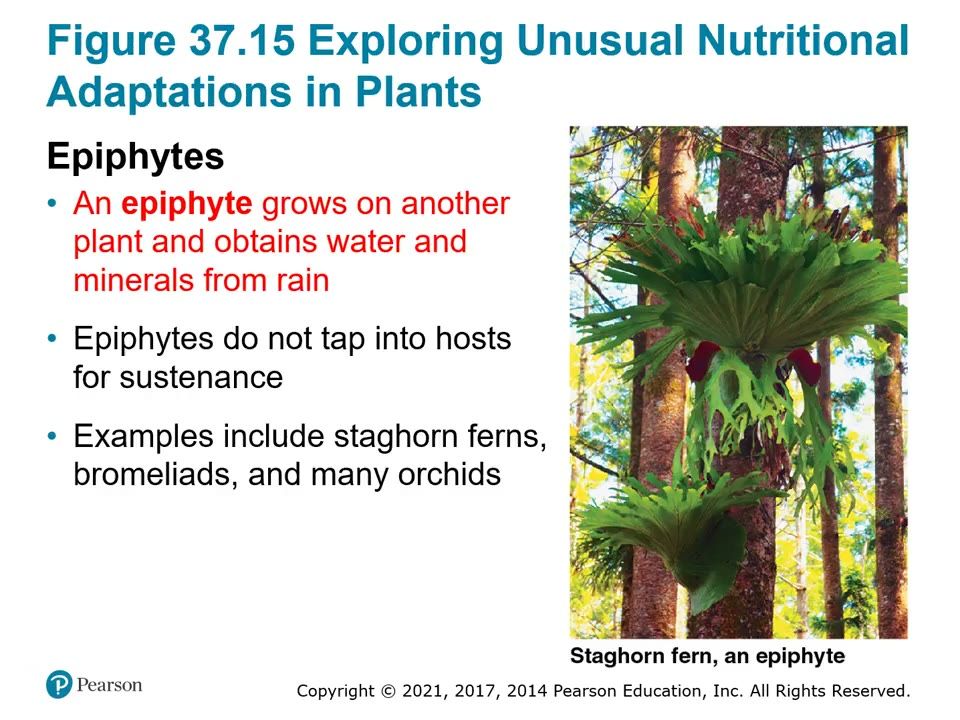 Figure 37.15 Exploring Unusual Nutritional
Adaptations in Plants
Epiphytes
• An epiphyte grows on another
plant and obtains water and
minerals from rain
• Epiphytes do not tap into hosts
for sustenance
• Examples include staghorn ferns,
bromeliads, and many orchids
Staghorn fern, an epiphyte
P Pearson
Copyright © 2021, 2017, 2014 Pearson Education, Inc. All Rights Reserved.